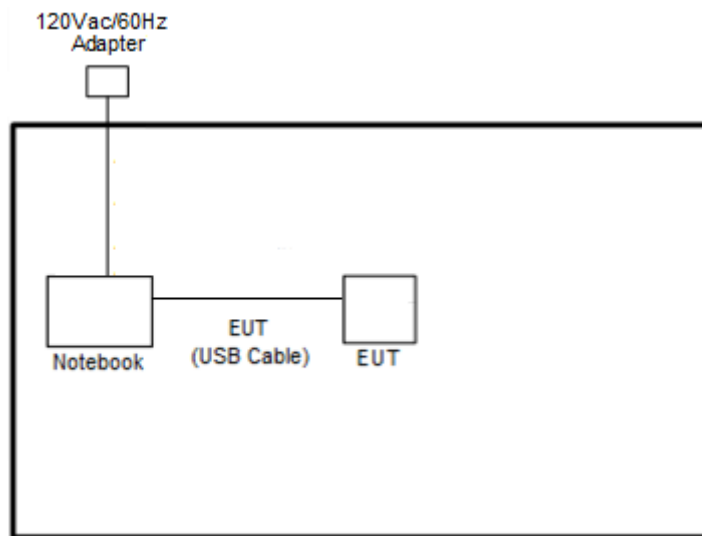 120Vac/60Hz
Adapter
Notebook
EUT
(USB Cable)
EUT